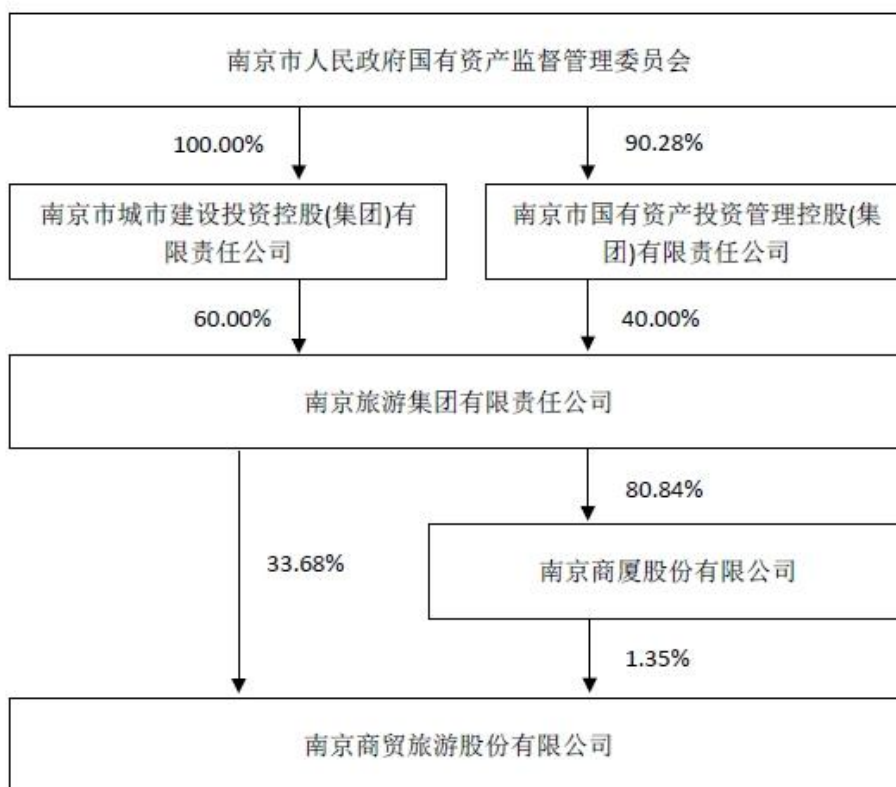 南京市人民政府国有资产监督管理委员会
100.00%
90.28%
南京市城市建设投资控股(集团)有
限责任公司
南京市国有资产投资管理控股(集
团)有限责任公司
60.00%
40.00%
南京旅游集团有限责任公司
80.84%
33.68%
南京商厦股份有限公司
1.35%
南京商贸旅游股份有限公司